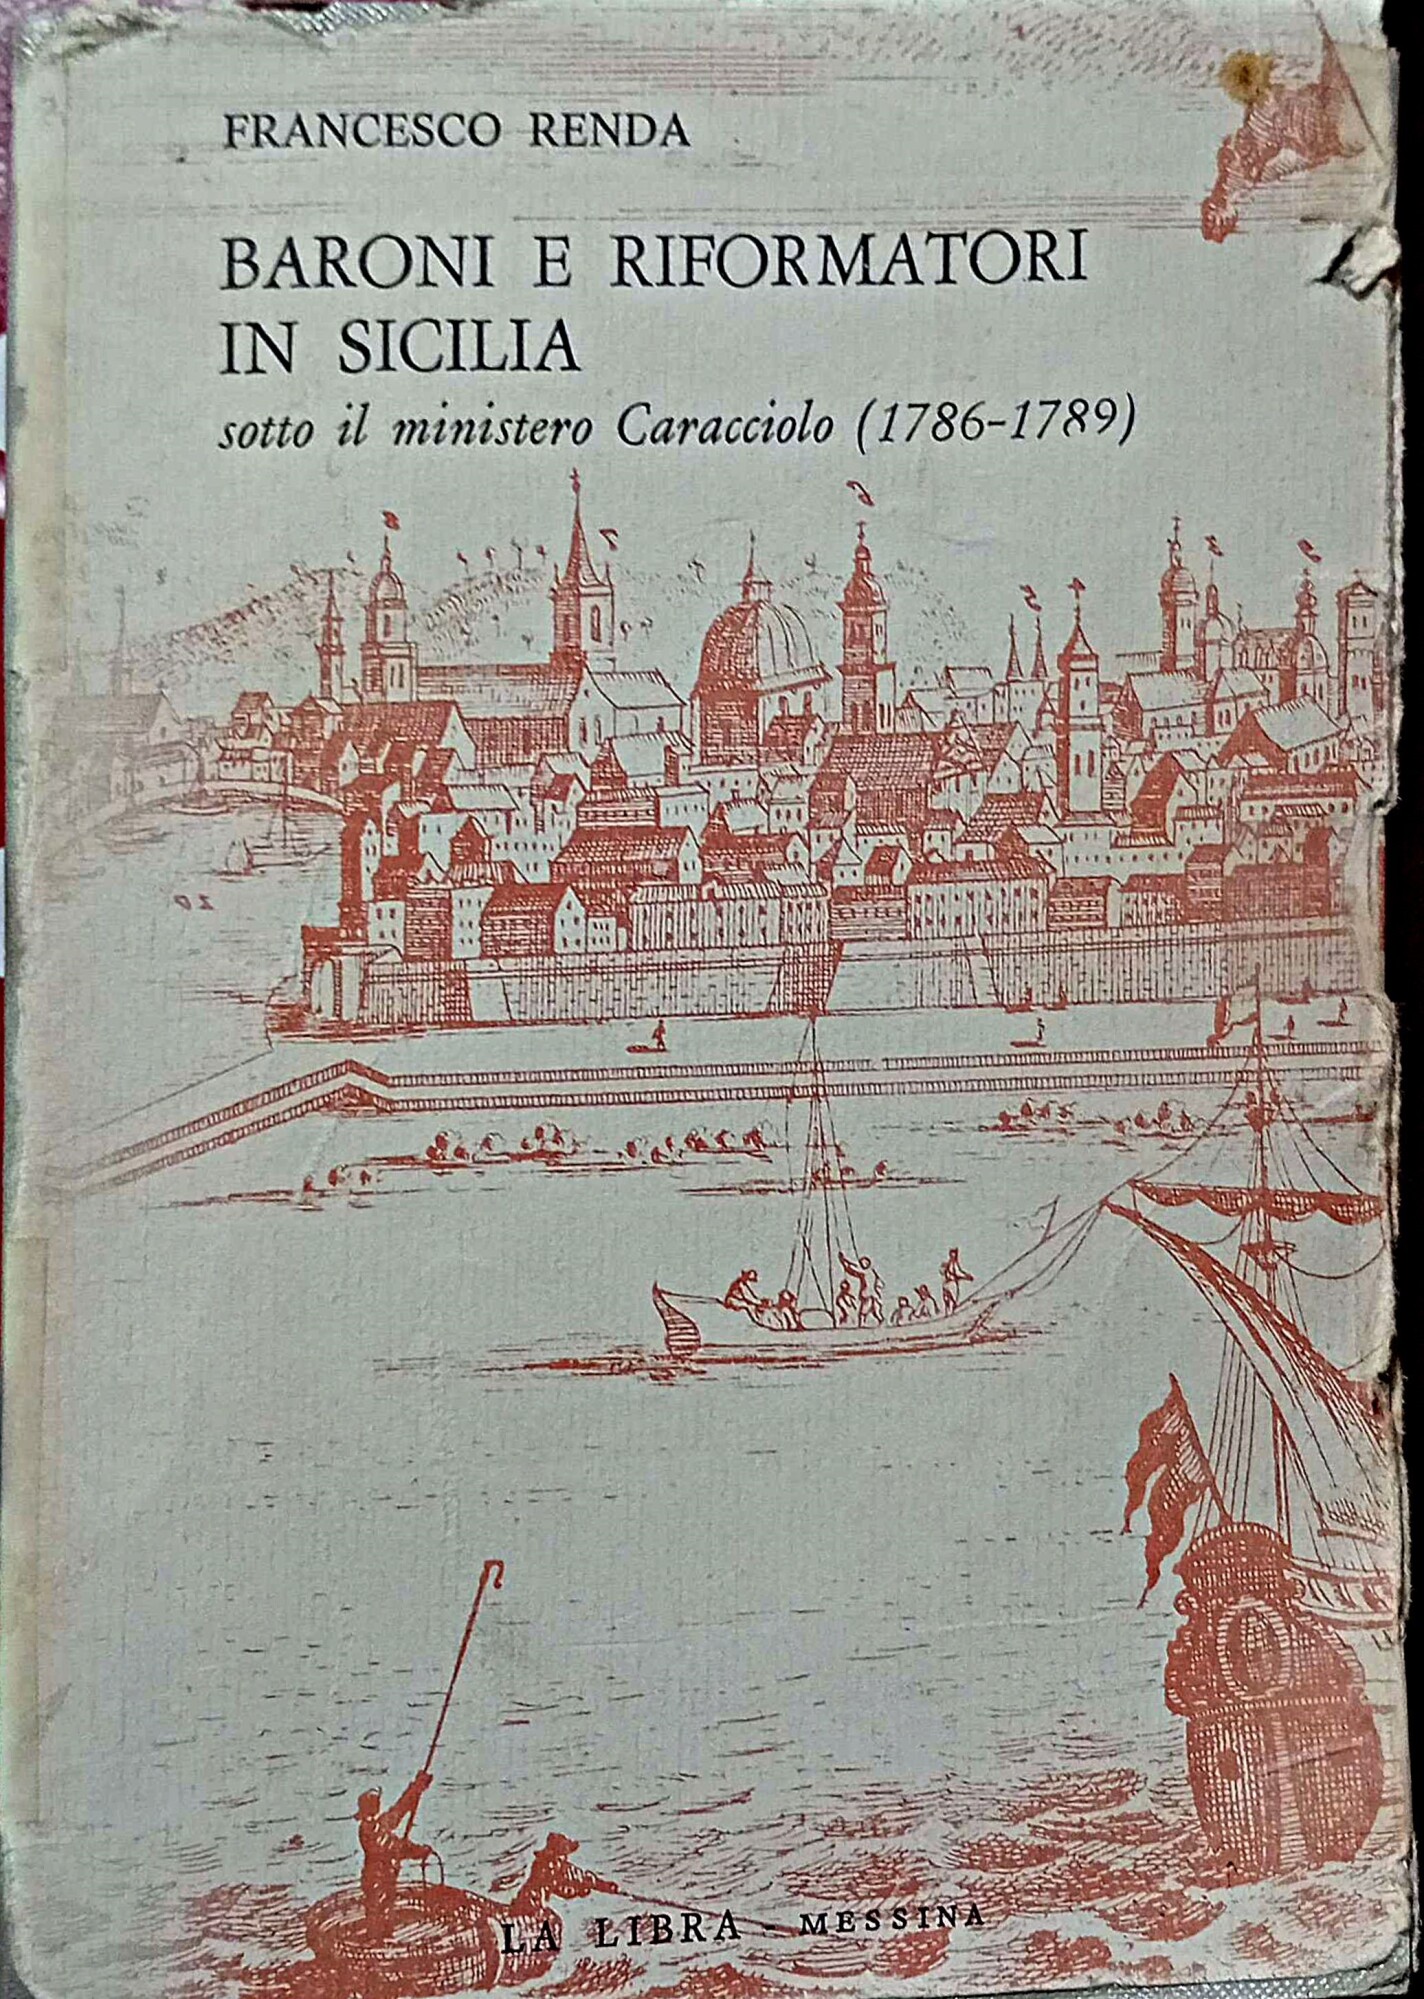 FRANCESCO RENDA
BARONI E RIFORMATORI
IN SICILIA
sotto il ministero Caracciolo (1786-1789)
LA LIBRA - MESSINA